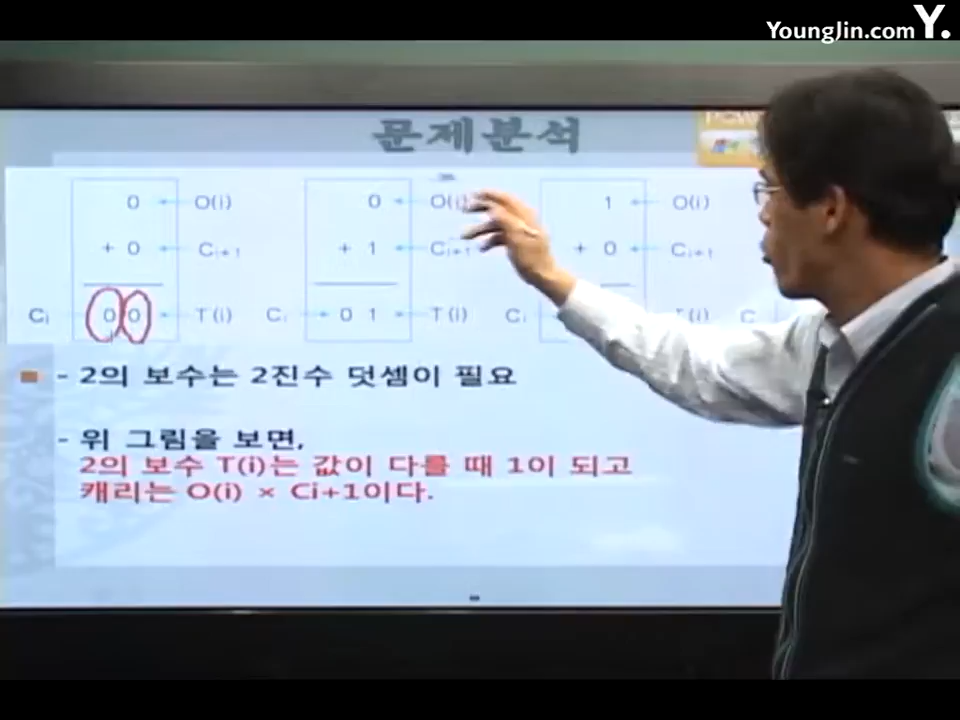 YoungJin.com Y.
문제분석
0 O(i) 0 O(i) 1 O(i)
+ 0 Ci+1 + 1 Ci+1 + 0 Ci+1
Ci 0 0 T(i) Ci 0 1 T(i) Ci T(i) C
- 2의 보수는 2진수 덧셈이 필요
- 위 그림을 보면,
2의 보수 T(i)는 값이 다를 때 1이 되고
캐리는 O(i) × Ci+1이다.